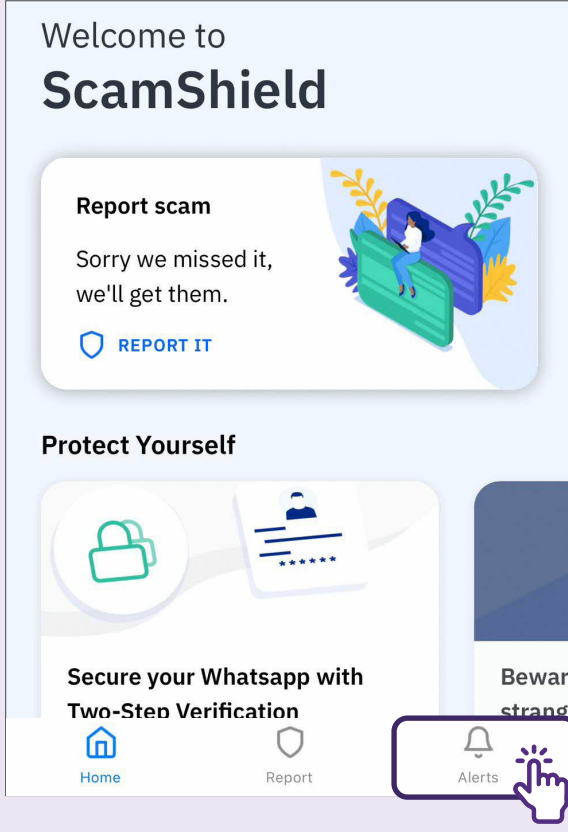 Welcome to
ScamShield
Report scam
Sorry we missed it,
we'll get them.
REPORT IT
Protect Yourself
******
Secure your Whatsapp with
Two-Step Verification
Home
Report
Alerts